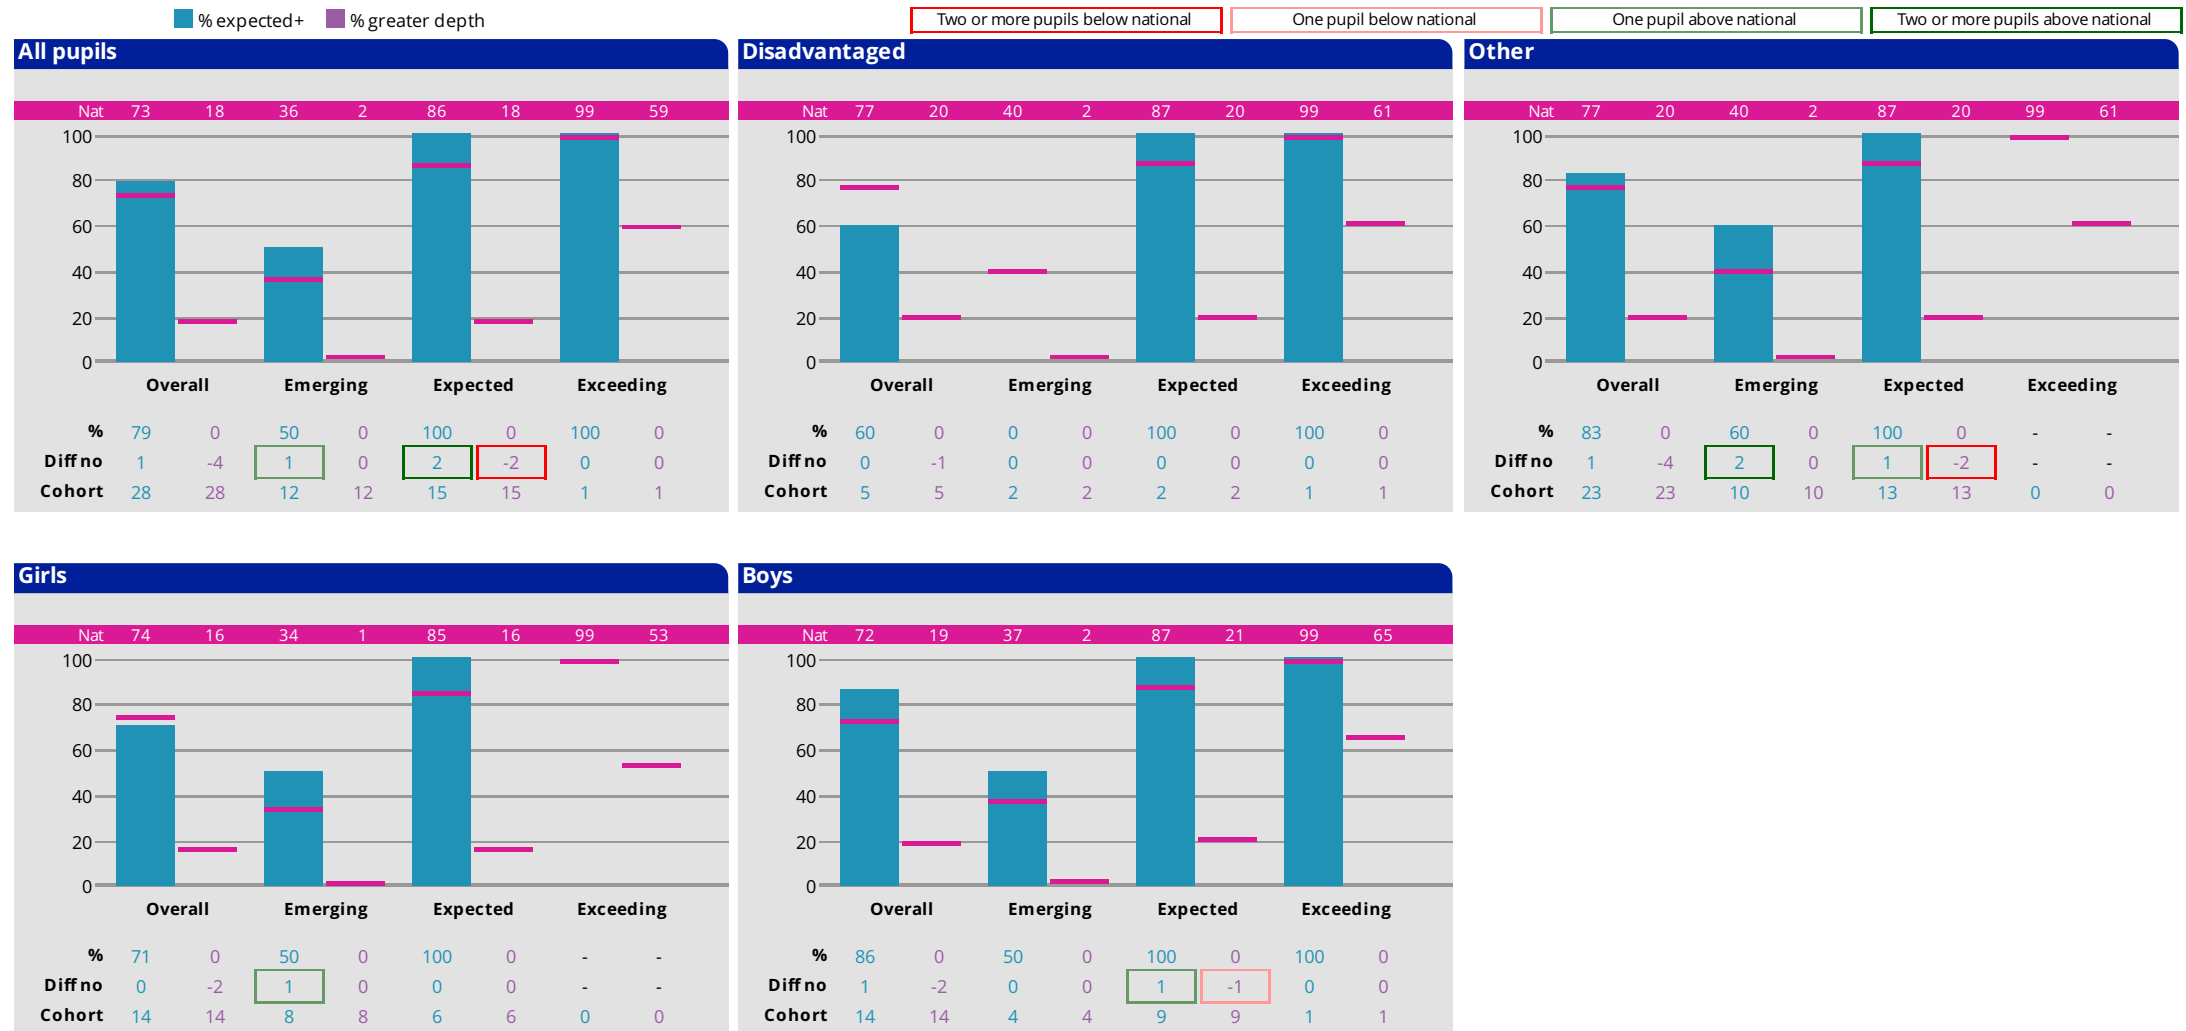 % expected+ % greater depth
Two or more pupils below national One pupil below national One pupil above national Two or more pupils above national
All pupils
Nat 73 18 36 2 86 18 99 59
100
80
60
40
20
0
Overall Emerging Expected Exceeding
% 79 0 50 0 100 0 100 0
Diff no 1 -4 1 0 2 -2 0 0
Cohort 28 28 12 12 15 15 1 1
Disadvantaged
Nat 77 20 40 2 87 20 99 61
100
80
60
40
20
0
Overall Emerging Expected Exceeding
% 60 0 0 0 100 0 100 0
Diff no 0 -1 0 0 0 0 0 0
Cohort 5 5 2 2 2 2 1 1
Other
Nat 77 20 40 2 87 20 99 61
100
80
60
40
20
0
Overall Emerging Expected Exceeding
% 83 0 60 0 100 0 - -
Diff no 1 -4 2 0 1 -2 - -
Cohort 23 23 10 10 13 13 0 0
Girls
Nat 74 16 34 1 85 16 99 53
100
80
60
40
20
0
Overall Emerging Expected Exceeding
% 71 0 50 0 100 0 - -
Diff no 0 -2 1 0 0 0 - -
Cohort 14 14 8 8 6 6 0 0
Boys
Nat 72 19 37 2 87 21 99 65
100
80
60
40
20
0
Overall Emerging Expected Exceeding
% 86 0 50 0 100 0 100 0
Diff no 1 -2 0 0 1 -1 0 0
Cohort 14 14 4 4 9 9 1 1